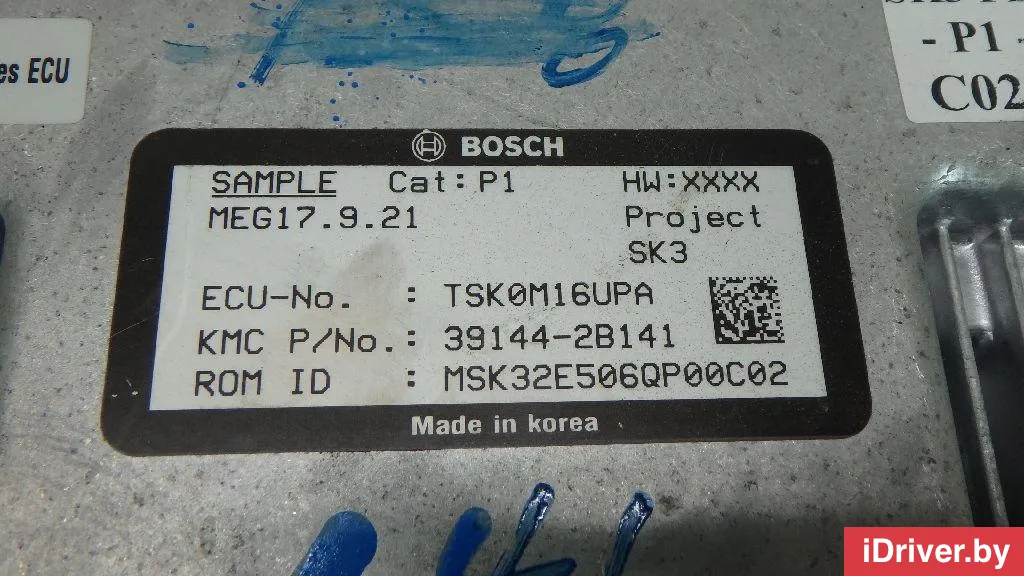 es ECU
- P1 -
C02
BOSCH
SAMPLE Cat:P1 HW:XXXX
MEG17.9.21 Project
SK3
ECU-No. : TSK0M16UPA
KMC P/No.: 39144-2B141
ROM ID : MSK32E506QP00C02
Made in korea
iDriver.by